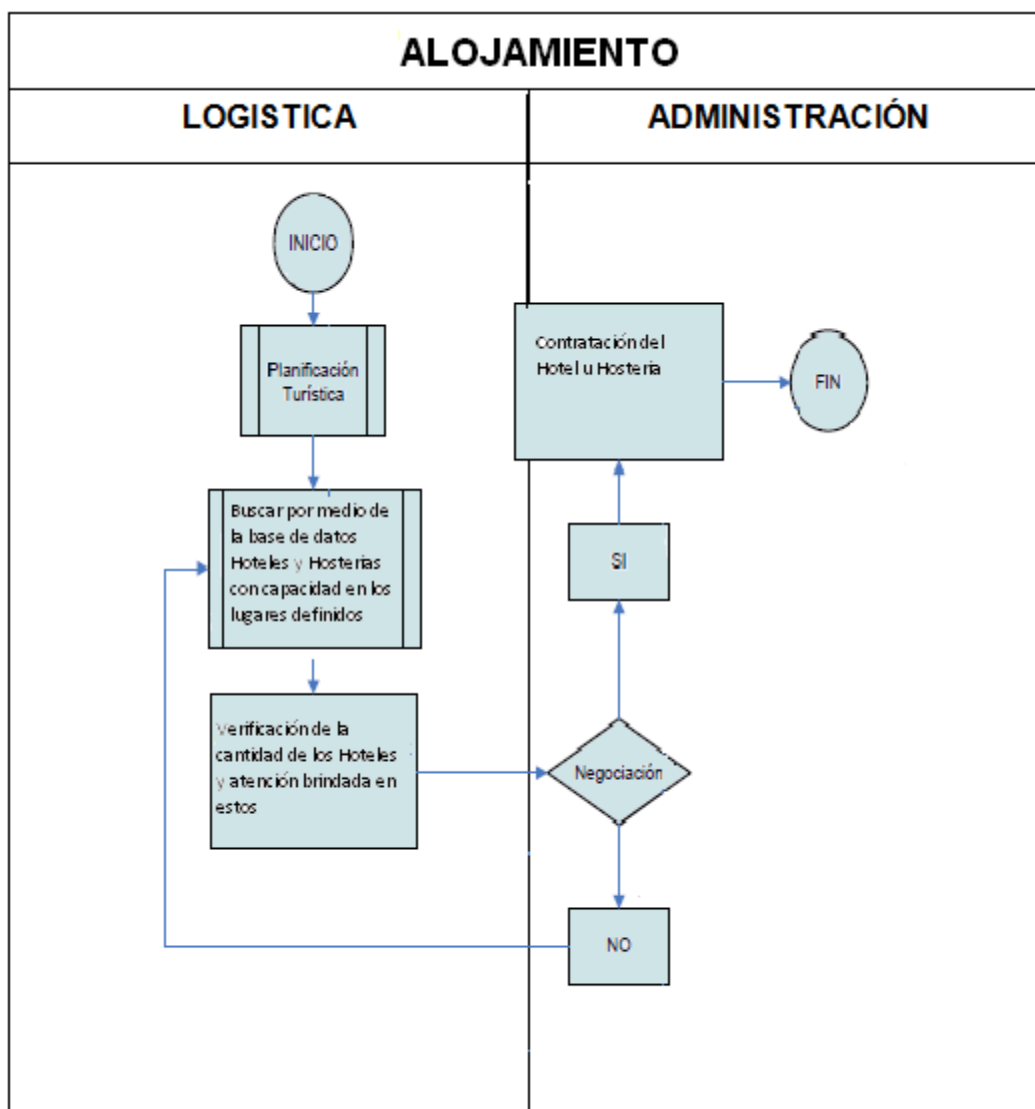 ALOJAMIENTO
LOGISTICA
ADMINISTRACIÓN
INICIO
Planificación
Turística
Buscar por medio de
la base de datos
Hoteles y Hosterias
con capacidad en los
lugares definidos
Verificación de la
cantidad de los Hoteles
y atención brindada en
estos
Contratación del
Hotel u Hosteria
FIN
SI
Negociación
NO